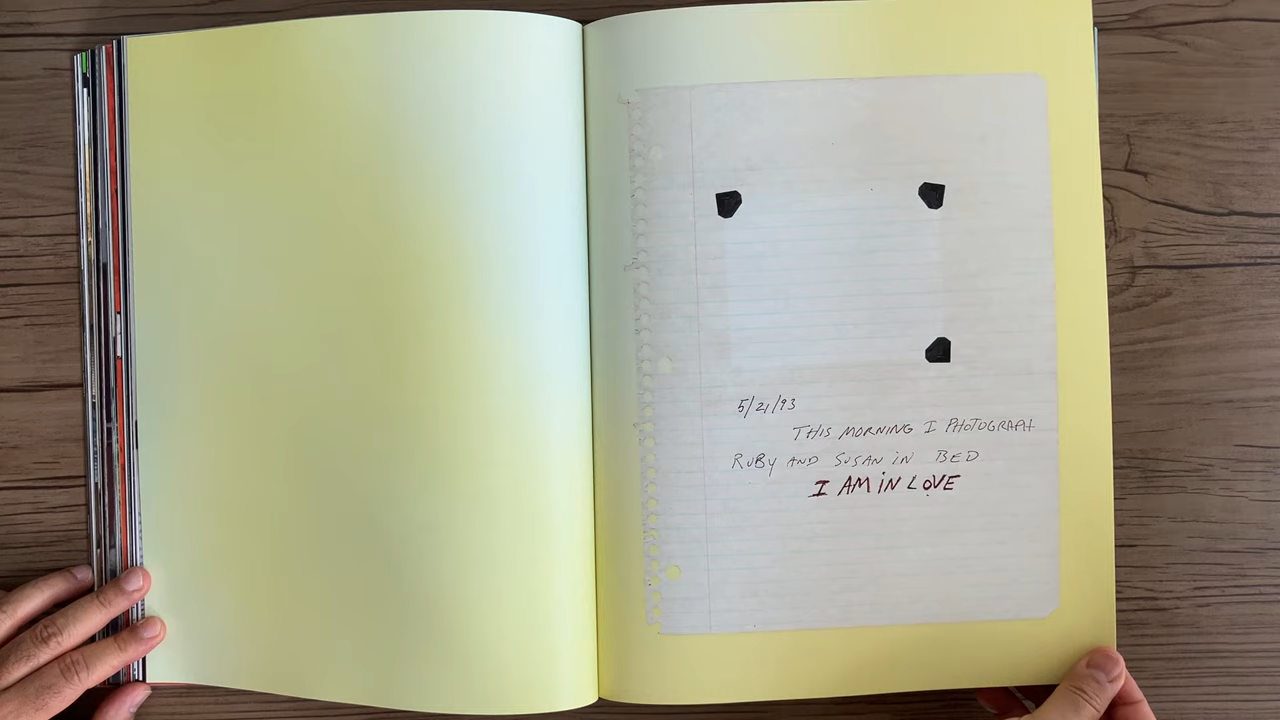 5/21/93
THIS MORNING I PHOTOGRAPH
RUBY AND SUSAN IN BED
I AM IN LOVE